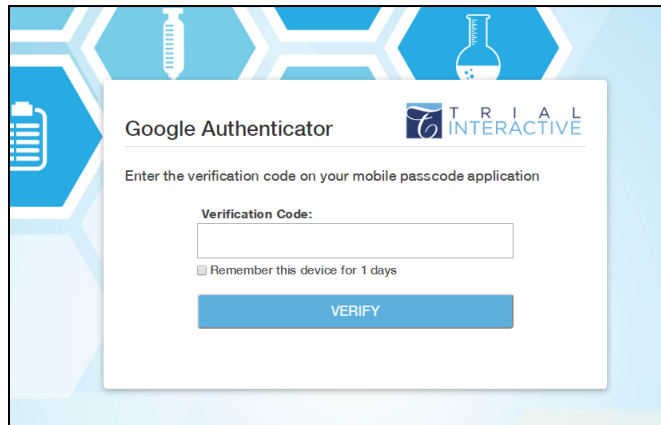 Google Authenticator
TRIAL
INTERACTIVE
Enter the verification code on your mobile passcode application
Verification Code:
Remember this device for 1 days
VERIFY